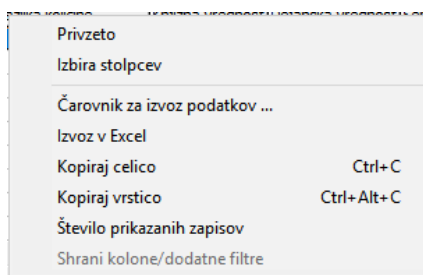 Privzeto
Izbira stolpcev
Čarovnik za izvoz podatkov ...
Izvoz v Excel
Kopiraj celico Ctrl+C
Kopiraj vrstico Ctrl+Alt+C
Število prikazanih zapisov
Shrani kolone/dodatne filtre